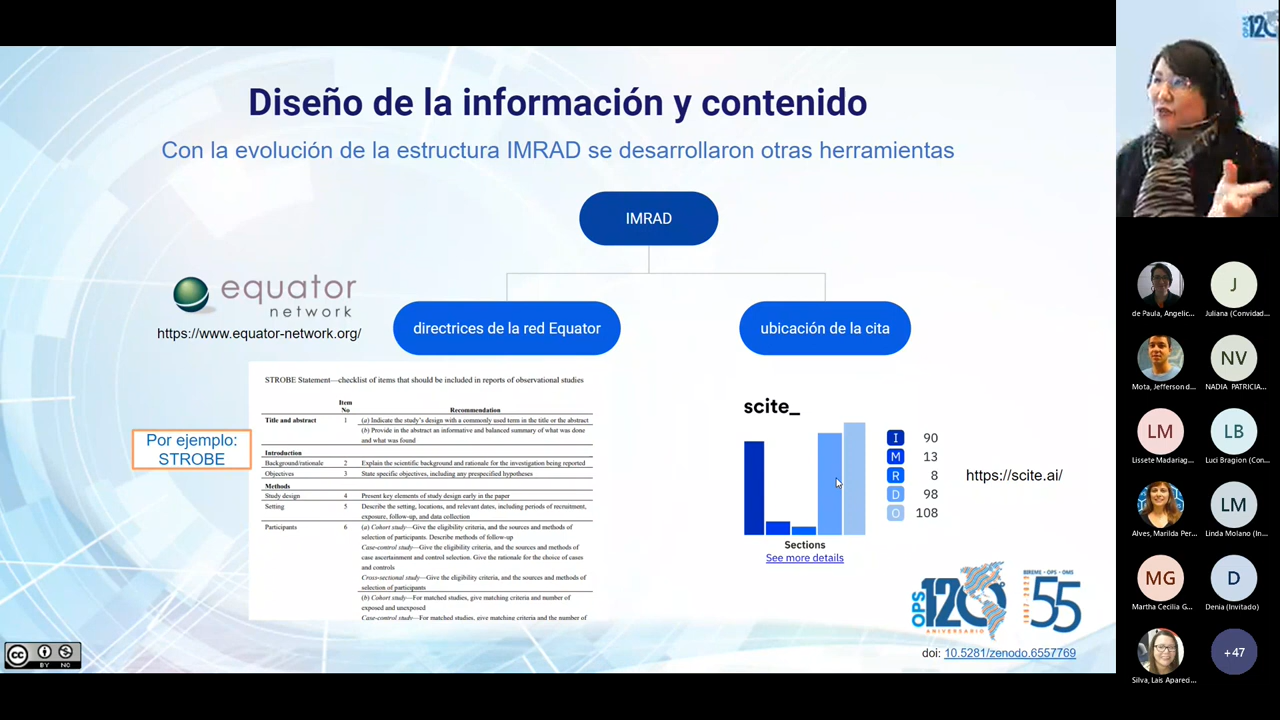 Diseño de la información y contenido
Con la evolución de la estructura IMRAD se desarrollaron otras herramientas
IMRAD
equator
network
https://www.equator-network.org/
directrices de la red Equator
ubicación de la cita
Por ejemplo:
STROBE
STROBE Statement—checklist of items that should be included in reports of observational studies
Item
No
Recommendation
Title and abstract
1
(a) Indicate the study's design with a commonly used term in the title or the abstract
(b) Provide in the abstract an informative and balanced summary of what was done
and what was found
Introduction
Background/rationale
2
Explain the scientific background and rationale for the investigation being reported
Objectives
3
State specific objectives, including any prespecified hypotheses
Methods
Study design
4
Present key elements of study design early in the paper
Setting
5
Describe the setting, locations, and relevant dates, including periods of recruitment,
exposure, follow-up, and data collection
Participants
6
(a) Cohort study—Give the eligibility criteria, and the sources and methods of
selection of participants. Describe methods of follow-up
Case-control study—Give the eligibility criteria, and the sources and methods of
case ascertainment and control selection. Give the rationale for the choice of cases
and controls
Cross-sectional study—Give the eligibility criteria, and the sources and methods of
selection of participants
(b) Cohort study—For matched studies, give matching criteria and number of
exposed and unexposed
Case-control study—For matched studies, give matching criteria and the number of
scite_
I 90
M 13
R 8
D 98
O 108
Sections
See more details
https://scite.ai/
OPS
120
ANIVERSARIO
BIREME • OPS • OMS
55
doi: 10.5281/zenodo.6557769
cc
BY NC
OPS
12
de Paula, Angelic...
J
Juliana (Convidad...
Mota, Jefferson d...
NV
NADIA PATRICIA...
LM
Lissete Madariag...
LB
Luci Bragion (Con...
Alves, Marilda Per...
LM
Linda Molano (In...
MG
Martha Cecilia G...
D
Denia (Invitado)
Silva, Lais Apared...
+47